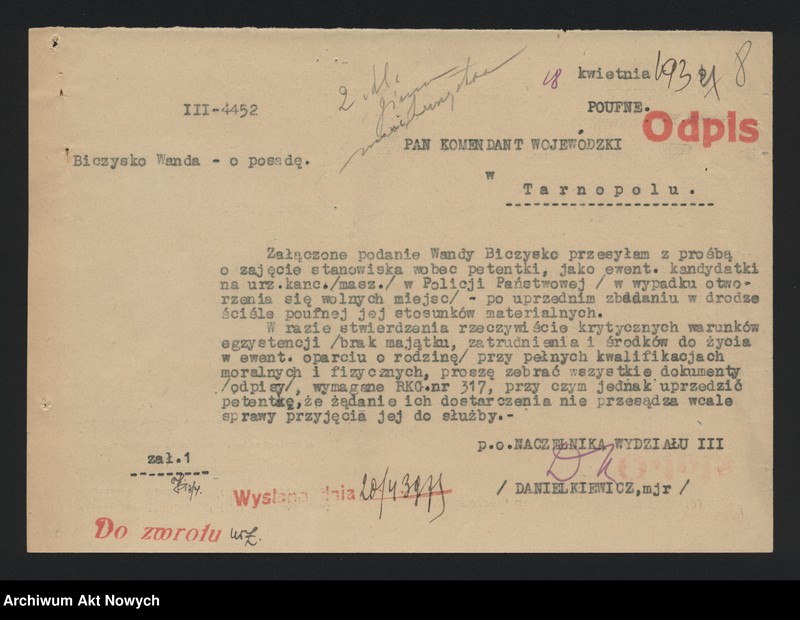 18 kwietnia 1939 8
III-4452
POUFNE.
Odpis
PAN KOMENDANT WOJEWÓDZKI
Biczysko Wanda - o posadę.
w
Tarnopolu.
Załączone podanie Wandy Biczysko przesyłam z prośbą
o zajęcie stanowiska wobec petentki, jako ewent. kandydatki
na urz.kanc./masz./ w Policji Państwowej / w wypadku otwo-
rzenia się wolnych miejsc/ - po uprzednim zbadaniu w drodze
ściśle poufnej jej stosunków materialnych.
W razie stwierdzenia rzeczywiście krytycznych warunków
egzystencji /brak majątku, zatrudnienia i środków do życia
w ewent. oparciu o rodzinę/ przy pełnych kwalifikacjach
moralnych i fizycznych, proszę zebrać wszystkie dokumenty
/odpisy/, wymagane RKG.nr 317, przy czym jednak uprzedzić
petentkę, że żądanie ich dostarczenia nie przesądza wcale
sprawy przyjęcia jej do służby.-
p.o.NACZELNIKA WYDZIAŁU III
zał.1
Wysłano dnia 20/4 39
/ DANIELKIEWICZ,mjr /
Do zwrotu
Archiwum Akt Nowych